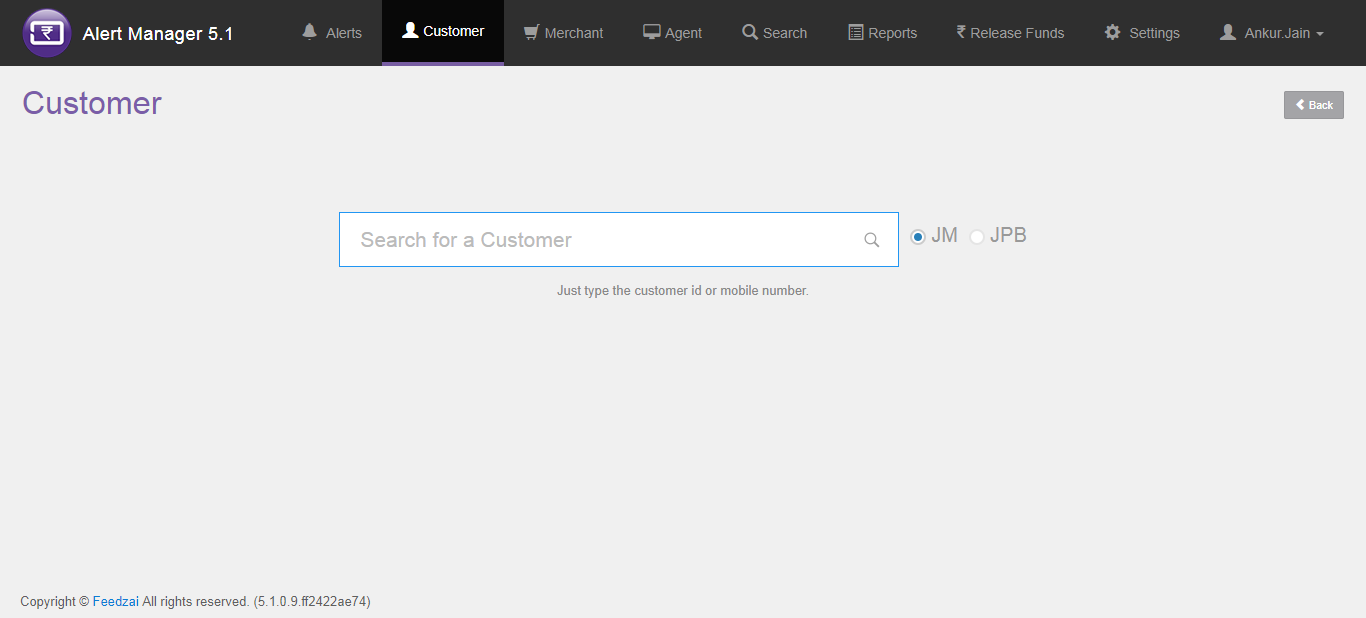 Alert Manager 5.1 Alerts Customer Merchant Agent Search Reports ₹ Release Funds Settings Ankur.Jain
Customer
Back
Search for a Customer
JM JPB
Just type the customer id or mobile number.
Copyright © Feedzai All rights reserved. (5.1.0.9.ff2422ae74)